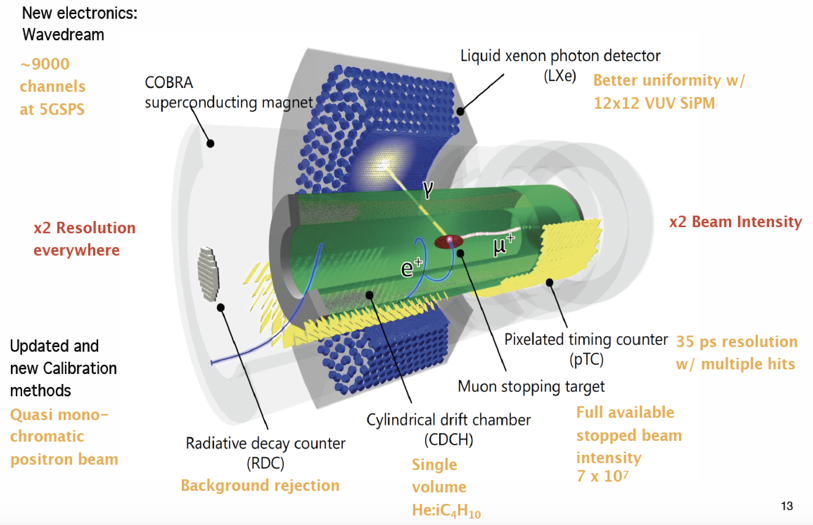 New electronics:
Wavedream
~9000
channels
at 5GSPS
COBRA
superconducting magnet
Liquid xenon photon detector
(LXe)
Better uniformity w/
12x12 VUV SiPM
γ
x2 Resolution
everywhere
x2 Beam Intensity
e⁺
μ⁺
Pixelated timing counter
(pTC)
35 ps resolution
w/ multiple hits
Updated and
new Calibration
methods
Quasi mono-
chromatic
positron beam
Muon stopping target
Full available
stopped beam
intensity
7 x 10⁷
Cylindrical drift chamber
(CDCH)
Single
volume
He:iC₄H₁₀
Radiative decay counter
(RDC)
Background rejection
13